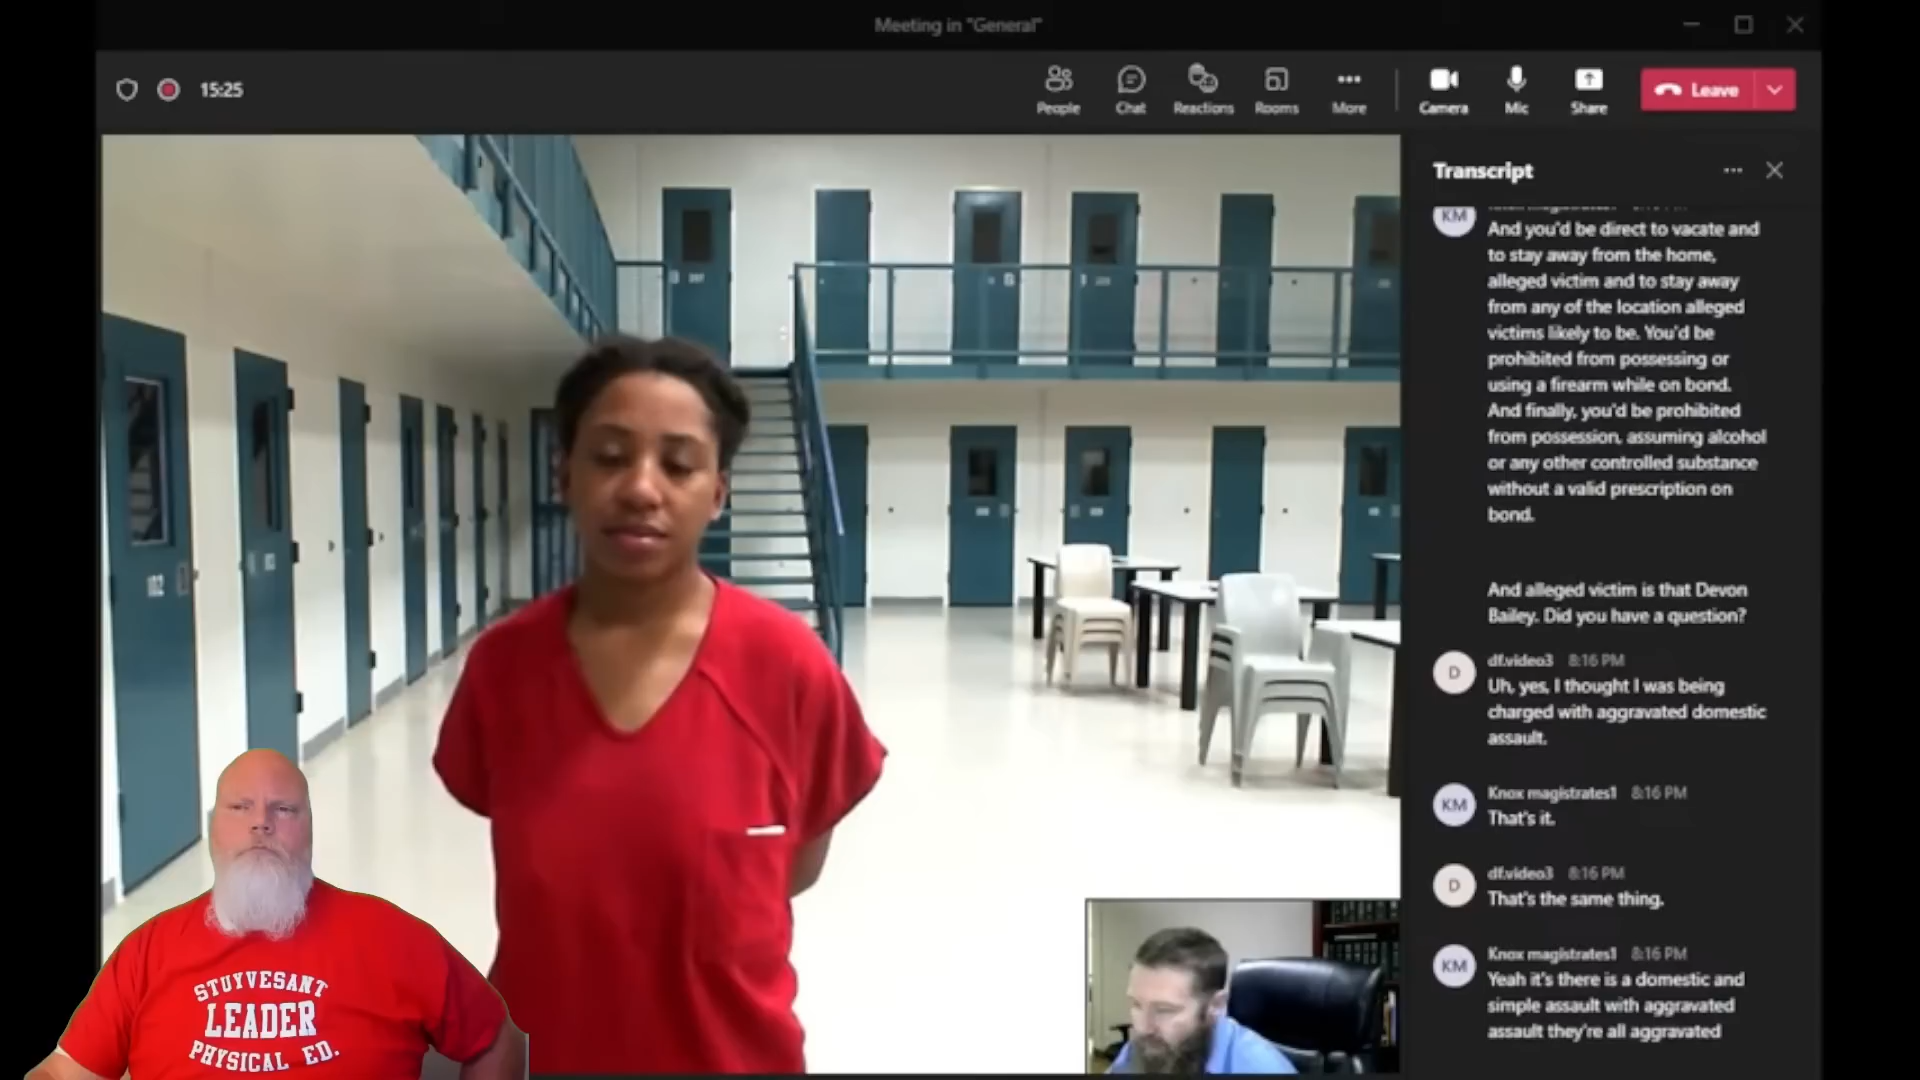 Meeting in "General"
15:25
People
Chat
Reactions
Rooms
More
Camera
Mic
Share
Leave
Transcript
KM
And you'd be direct to vacate and
to stay away from the home,
alleged victim and to stay away
from any of the location alleged
victims likely to be. You'd be
prohibited from possessing or
using a firearm while on bond.
And finally, you'd be prohibited
from possession, assuming alcohol
or any other controlled substance
without a valid prescription on
bond.
And alleged victim is that Devon
Bailey. Did you have a question?
D
df.video3 8:16 PM
Uh, yes, I thought I was being
charged with aggravated domestic
assault.
KM
Knox magistrates1 8:16 PM
That's it.
D
df.video3 8:16 PM
That's the same thing.
KM
Knox magistrates1 8:16 PM
Yeah it's there is a domestic and
simple assault with aggravated
assault they're all aggravated
102
STUYVESANT
LEADER
PHYSICAL ED.